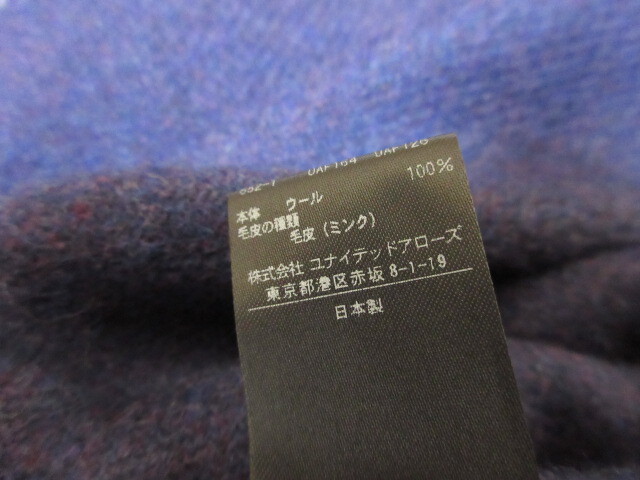 本体 ウール 100%
毛皮の種類
毛皮(ミンク)
株式会社 ユナイテッドアローズ
東京都港区赤坂8-1-19
日本製